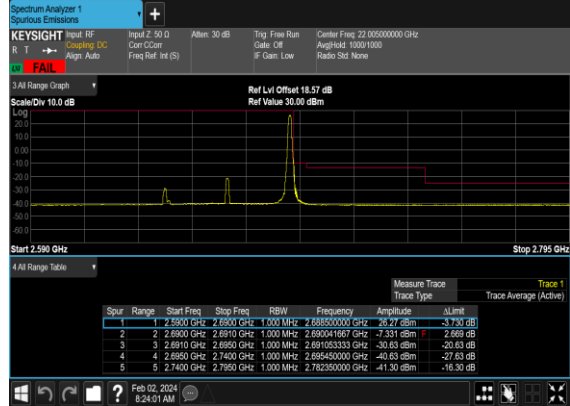 Spectrum Analyzer 1
Spurious Emissions
KEYSIGHT Input: RF Input Z: 50 Ω Atten: 30 dB Trig: Free Run Center Freq: 22.005000000 GHz
Coupling: DC Corr CCorr Gate: Off Avg|Hold: 1000/1000
R T Align: Auto Freq Ref: Int (S) IF Gain: Low Radio Std: None
LU FAIL
3 All Range Graph Ref Lvl Offset 18.57 dB
Scale/Div 10.0 dB Ref Value 30.00 dBm
Log
20.0
10.0
0.00
-10.0
-20.0
-30.0
-40.0
-50.0
-60.0
Start 2.590 GHz Stop 2.795 GHz
4 All Range Table
Measure Trace Trace 1
Trace Type Trace Average (Active)
Spur Range Start Freq Stop Freq RBW Frequency Amplitude ΔLimit
1 1 2.5900 GHz 2.6900 GHz 1.000 MHz 2.688500000 GHz 26.27 dBm -3.730 dB
2 2 2.6900 GHz 2.6910 GHz 1.000 MHz 2.690041667 GHz -7.331 dBm F 2.669 dB
3 3 2.6910 GHz 2.6950 GHz 1.000 MHz 2.691053333 GHz -30.63 dBm -20.63 dB
4 4 2.6950 GHz 2.7400 GHz 1.000 MHz 2.695450000 GHz -40.63 dBm -27.63 dB
5 5 2.7400 GHz 2.7950 GHz 1.000 MHz 2.782350000 GHz -41.30 dBm -16.30 dB
? Feb 02, 2024
8:24:01 AM